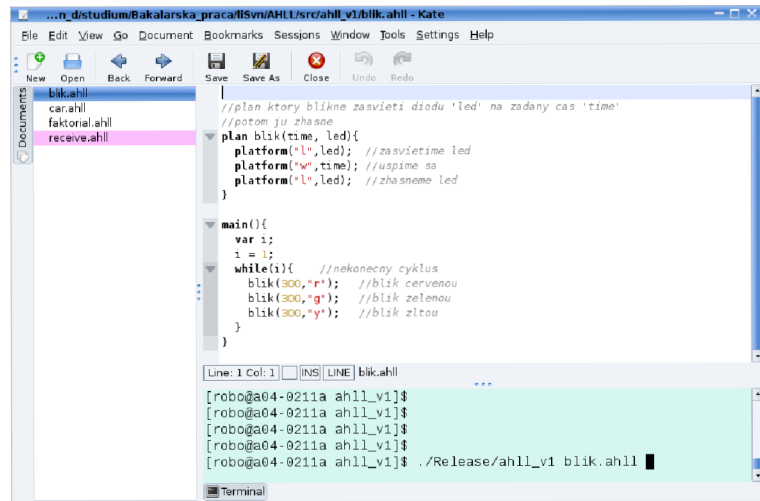 ...n_d/studium/Bakalarska_praca/liSvn/AHLL/src/ahll_v1/blik.ahll - Kate
File Edit View Go Document Bookmarks Sessions Window Tools Settings Help
New Open Back Forward Save Save As Close Undo Redo
Documents
blik.ahll
car.ahll
faktorial.ahll
receive.ahll
//plan ktory blikne zasvieti diodu 'led' na zadany cas 'time'
//potom ju zhasne
plan blik(time, led){
platform("l",led); //zasvietime led
platform("w",time); //uspime sa
platform("l",led); //zhasneme led
}
main(){
var i;
i = 1;
while(i){ //nekonecny cyklus
blik(300,"r"); //blik cervenou
blik(300,"g"); //blik zelenou
blik(300,"y"); //blik zltou
}
}
Line: 1 Col: 1 INS LINE blik.ahll
[robo@a04-0211a ahll_v1]$
[robo@a04-0211a ahll_v1]$
[robo@a04-0211a ahll_v1]$
[robo@a04-0211a ahll_v1]$
[robo@a04-0211a ahll_v1]$ ./Release/ahll_v1 blik.ahll
Terminal